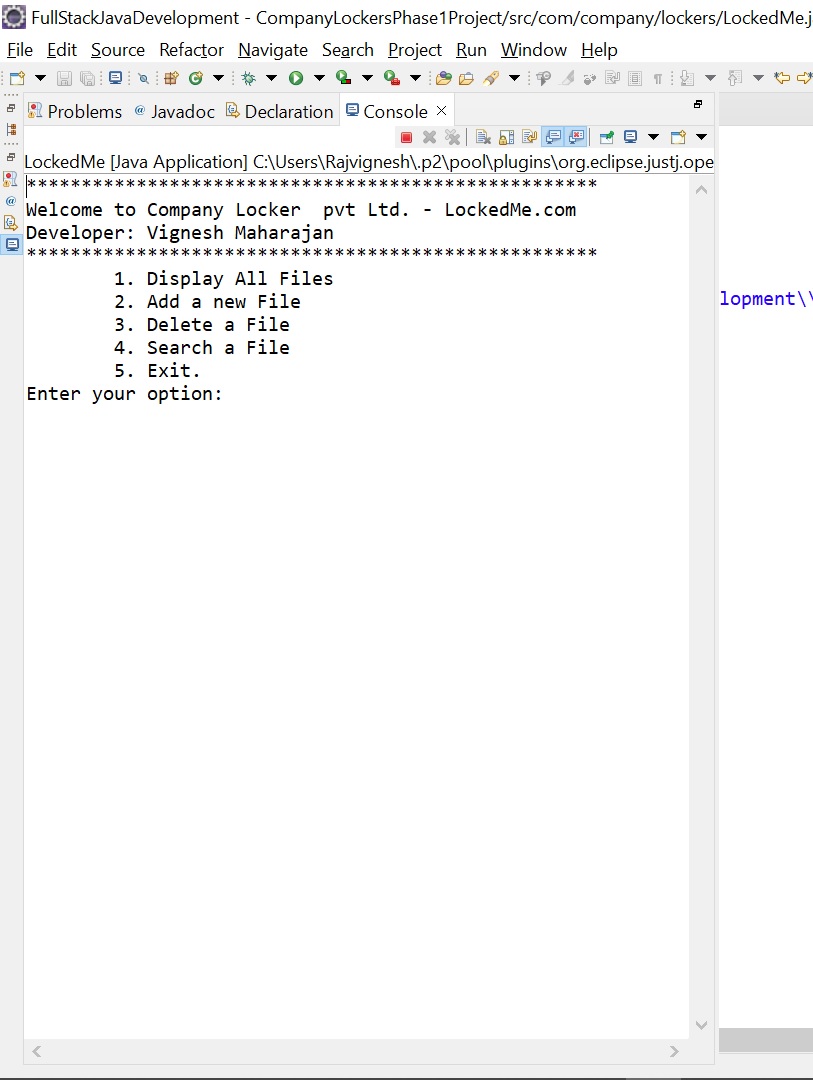 FullStackJavaDevelopment - CompanyLockersPhase1Project/src/com/company/lockers/LockedMe.j
File Edit Source Refactor Navigate Search Project Run Window Help
Problems @ Javadoc Declaration Console
LockedMe [Java Application] C:\Users\Rajvignesh\.p2\pool\plugins\org.eclipse.justj.ope
****************************************************
Welcome to Company Locker  pvt Ltd. - LockedMe.com
Developer: Vignesh Maharajan
****************************************************
1. Display All Files
2. Add a new File
lopment\\
3. Delete a File
4. Search a File
5. Exit.
Enter your option: